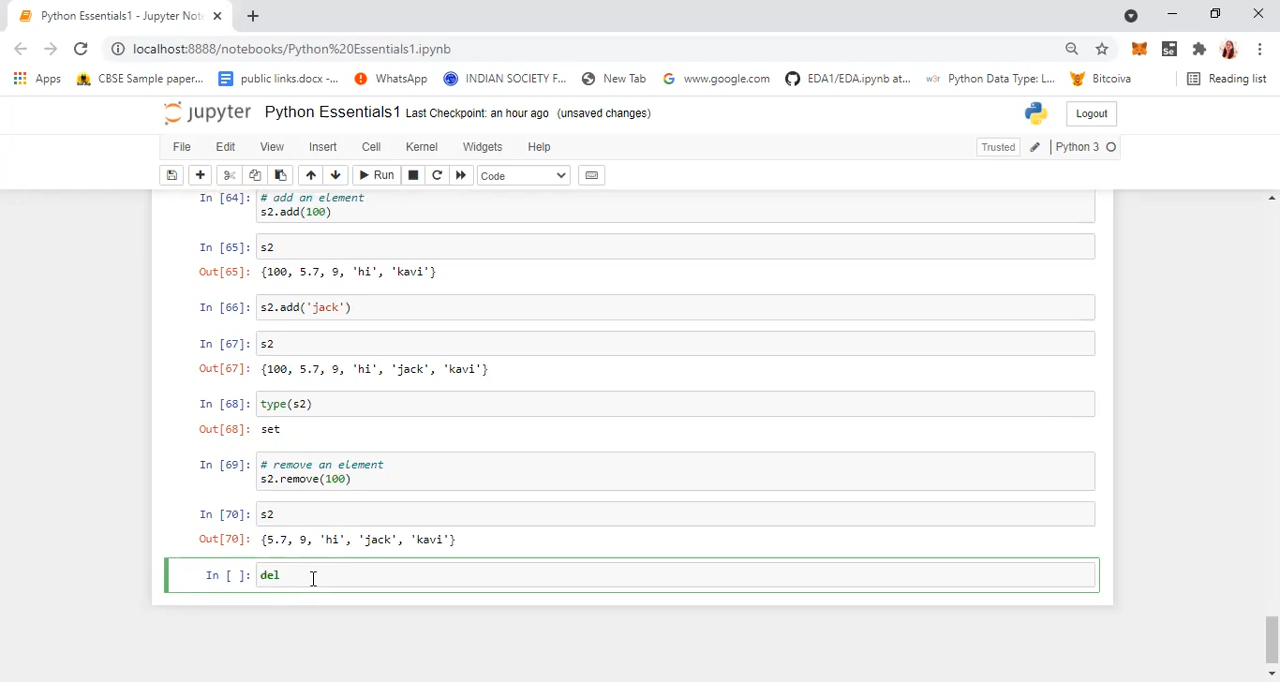 Python Essentials1 - Jupyter Not
localhost:8888/notebooks/Python%20Essentials1.ipynb
Apps CBSE Sample paper... public links.docx -... WhatsApp INDIAN SOCIETY F... New Tab www.google.com EDA1/EDA.ipynb at... w3r Python Data Type: L... Bitcoiva Reading list
jupyter Python Essentials1 Last Checkpoint: an hour ago (unsaved changes) Logout
File Edit View Insert Cell Kernel Widgets Help Trusted Python 3
Run Code
In [64]: # add an element
s2.add(100)
In [65]: s2
Out[65]: {100, 5.7, 9, 'hi', 'kavi'}
In [66]: s2.add('jack')
In [67]: s2
Out[67]: {100, 5.7, 9, 'hi', 'jack', 'kavi'}
In [68]: type(s2)
Out[68]: set
In [69]: # remove an element
s2.remove(100)
In [70]: s2
Out[70]: {5.7, 9, 'hi', 'jack', 'kavi'}
In [ ]: del